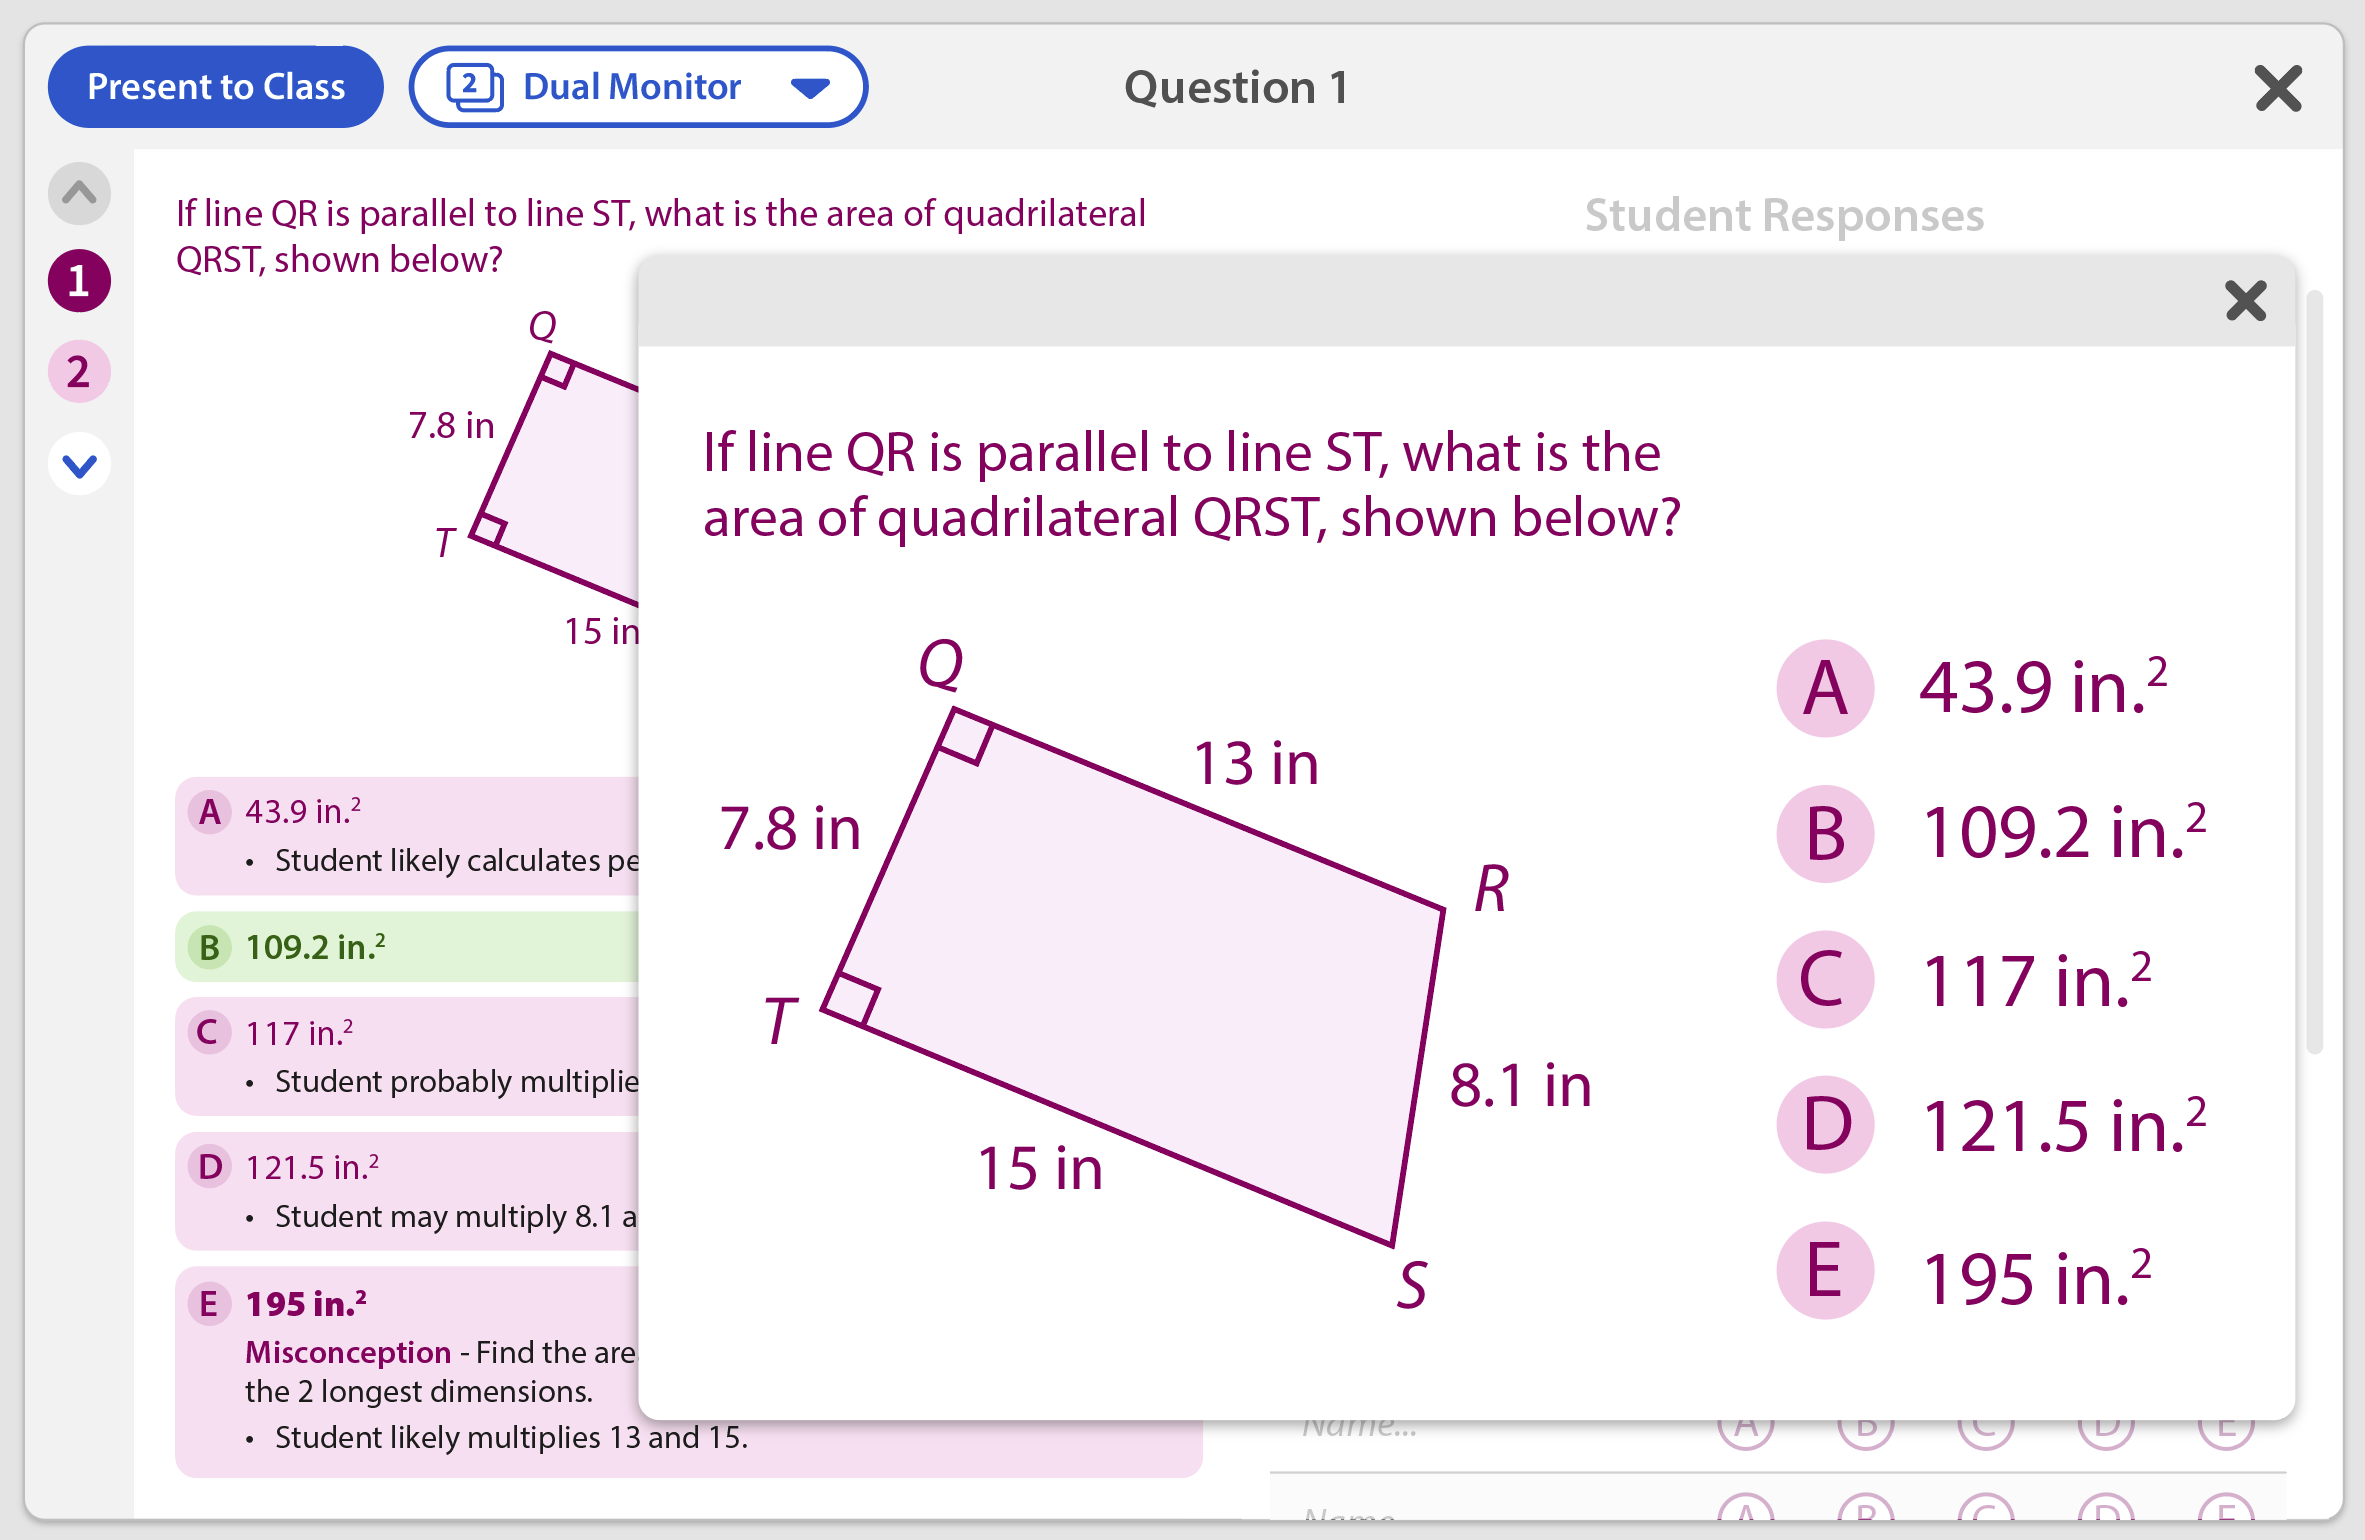 Present to Class
2 Dual Monitor
Question 1
1
2
If line QR is parallel to line ST, what is the area of quadrilateral
QRST, shown below?
Q
7.8 in
T
15 in
A 43.9 in.²
• Student likely calculates pe
B 109.2 in.²
C 117 in.²
• Student probably multiplie
D 121.5 in.²
• Student may multiply 8.1 a
E 195 in.²
Misconception - Find the are
the 2 longest dimensions.
• Student likely multiplies 13 and 15.
Student Responses
If line QR is parallel to line ST, what is the
area of quadrilateral QRST, shown below?
Q
13 in
7.8 in
R
T
8.1 in
15 in
S
A 43.9 in.²
B 109.2 in.²
C 117 in.²
D 121.5 in.²
E 195 in.²
Name... A B C D E
Name A B C D E